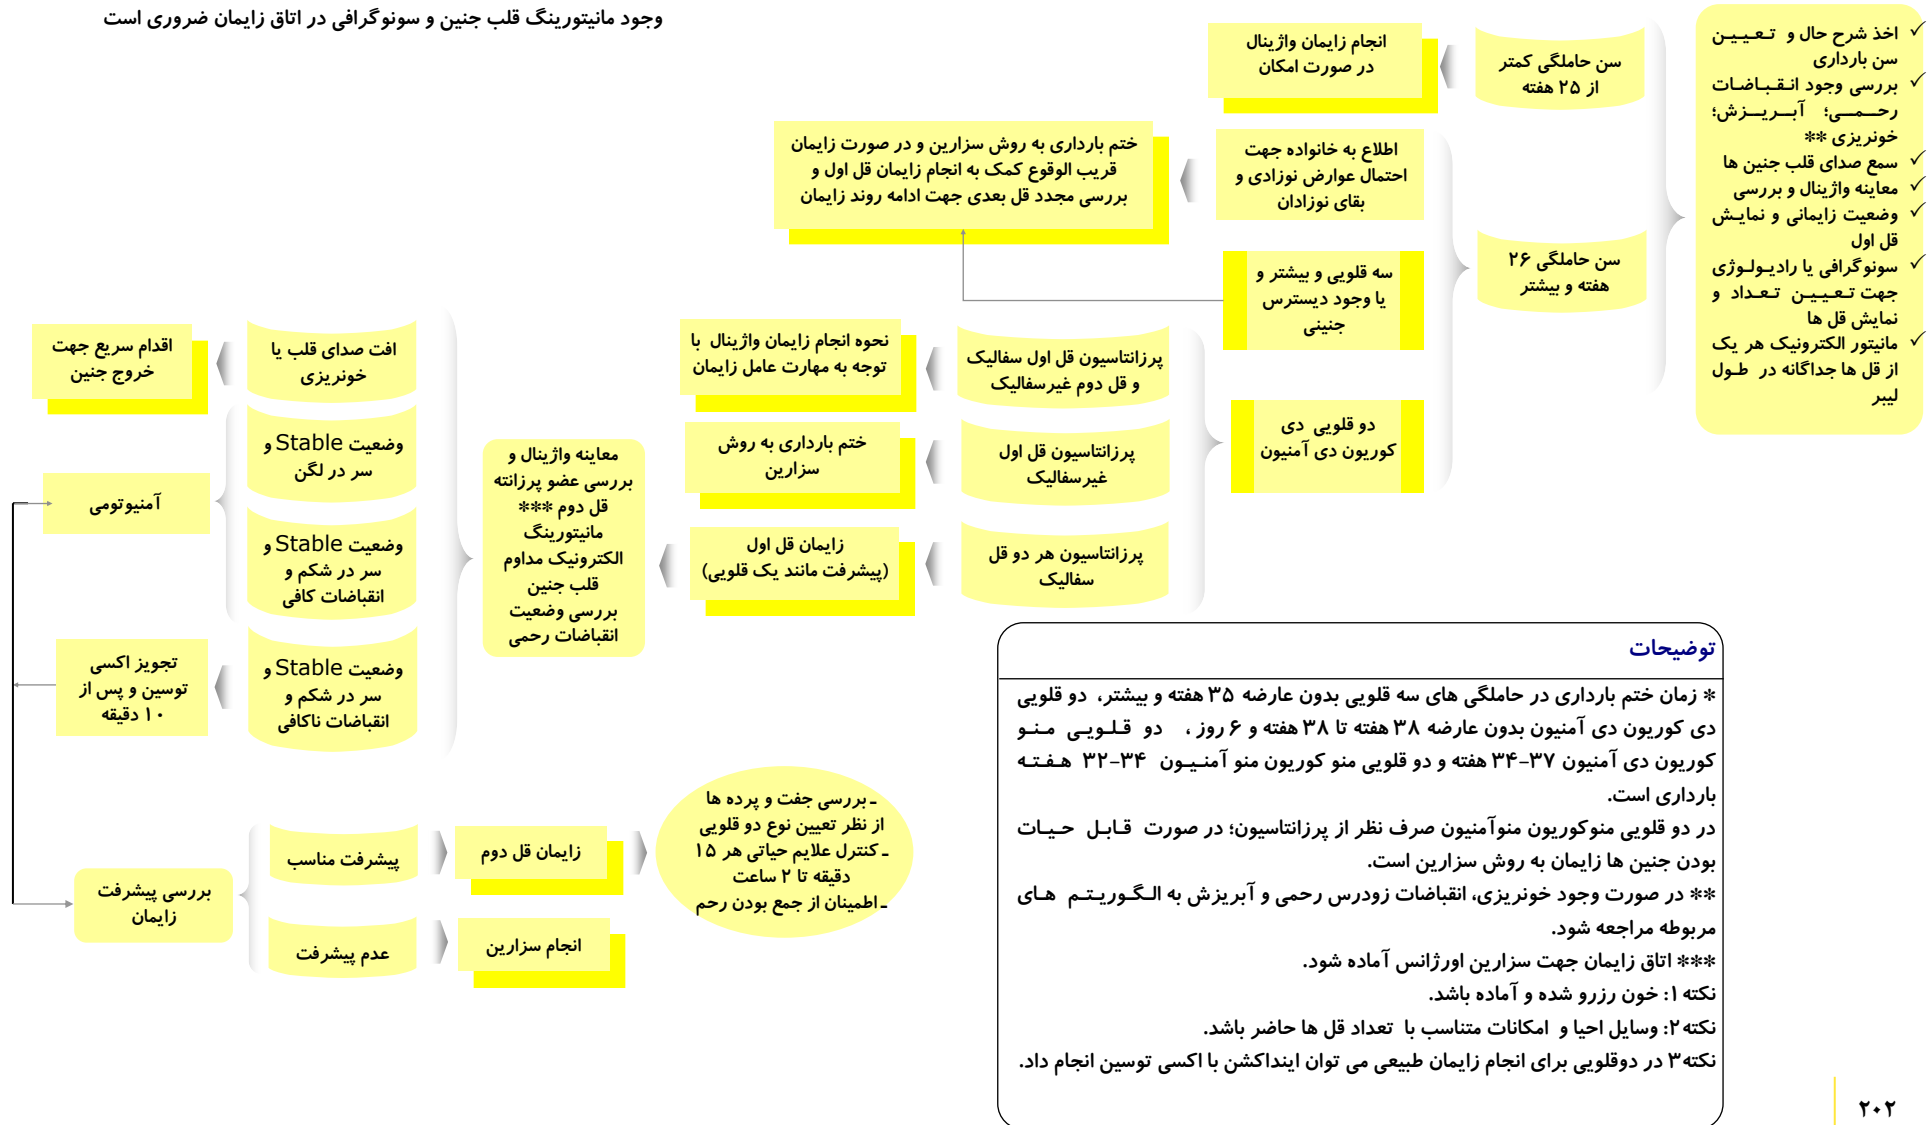 وجود مانیتورینگ قلب جنین و سونوگرافی در اتاق زایمان ضروری است
✓ اخذ شرح حال و تعیین
سن بارداری
✓ بررسی وجود انقباضات
رحمی؛ آبریزش؛
خونریزی **
✓ سمع صدای قلب جنین ها
✓ معاینه واژینال و بررسی
✓ وضعیت زایمانی و نمایش
قل اول
✓ سونوگرافی یا رادیولوژی
جهت تعیین تعداد و
نمایش قل ها
✓ مانیتور الکترونیک هر یک
از قل ها جداگانه در طول
لیبر
سن حاملگی کمتر
از ۲۵ هفته
انجام زایمان واژینال
در صورت امکان
سن حاملگی ۲۶
هفته و بیشتر
اطلاع به خانواده جهت
احتمال عوارض نوزادی و
بقای نوزادان
ختم بارداری به روش سزارین و در صورت زایمان
قریب الوقوع کمک به انجام زایمان قل اول و
بررسی مجدد قل بعدی جهت ادامه روند زایمان
سه قلویی و بیشتر و
یا وجود دیسترس
جنینی
دو قلویی دی
کوریون دی آمنیون
پرزانتاسیون قل اول سفالیک
و قل دوم غیرسفالیک
نحوه انجام زایمان واژینال با
توجه به مهارت عامل زایمان
پرزانتاسیون قل اول
غیرسفالیک
ختم بارداری به روش
سزارین
پرزانتاسیون هر دو قل
سفالیک
زایمان قل اول
(پیشرفت مانند یک قلویی)
معاینه واژینال و
بررسی عضو پرزانته
قل دوم ***
مانیتورینگ
الکترونیک مداوم
قلب جنین
بررسی وضعیت
انقباضات رحمی
افت صدای قلب یا
خونریزی
اقدام سریع جهت
خروج جنین
وضعیت Stable و
سر در لگن
وضعیت Stable و
سر در شکم و
انقباضات کافی
آمنیوتومی
وضعیت Stable و
سر در شکم و
انقباضات ناکافی
تجویز اکسی
توسین و پس از
۱۰ دقیقه
بررسی پیشرفت
زایمان
پیشرفت مناسب
زایمان قل دوم
ـ بررسی جفت و پرده ها
از نظر تعیین نوع دو قلویی
ـ کنترل علایم حیاتی هر ۱۵
دقیقه تا ۲ ساعت
ـ اطمینان از جمع بودن رحم
عدم پیشرفت
انجام سزارین
توضیحات
* زمان ختم بارداری در حاملگی های سه قلویی بدون عارضه ۳۵ هفته و بیشتر، دو قلویی
دی کوریون دی آمنیون بدون عارضه ۳۸ هفته تا ۳۸ هفته و ۶ روز ، دو قلویی منو
کوریون دی آمنیون ۳۷-۳۴ هفته و دو قلویی منو کوریون منو آمنیون ۳۴-۳۲ هفته
بارداری است.
در دو قلویی منوکوریون منوآمنیون صرف نظر از پرزانتاسیون؛ در صورت قابل حیات
بودن جنین ها زایمان به روش سزارین است.
** در صورت وجود خونریزی، انقباضات زودرس رحمی و آبریزش به الگوریتم های
مربوطه مراجعه شود.
*** اتاق زایمان جهت سزارین اورژانس آماده شود.
نکته۱: خون رزرو شده و آماده باشد.
نکته۲: وسایل احیا و امکانات متناسب با تعداد قل ها حاضر باشد.
نکته۳ در دوقلویی برای انجام زایمان طبیعی می توان اینداکشن با اکسی توسین انجام داد.
۲۰۲